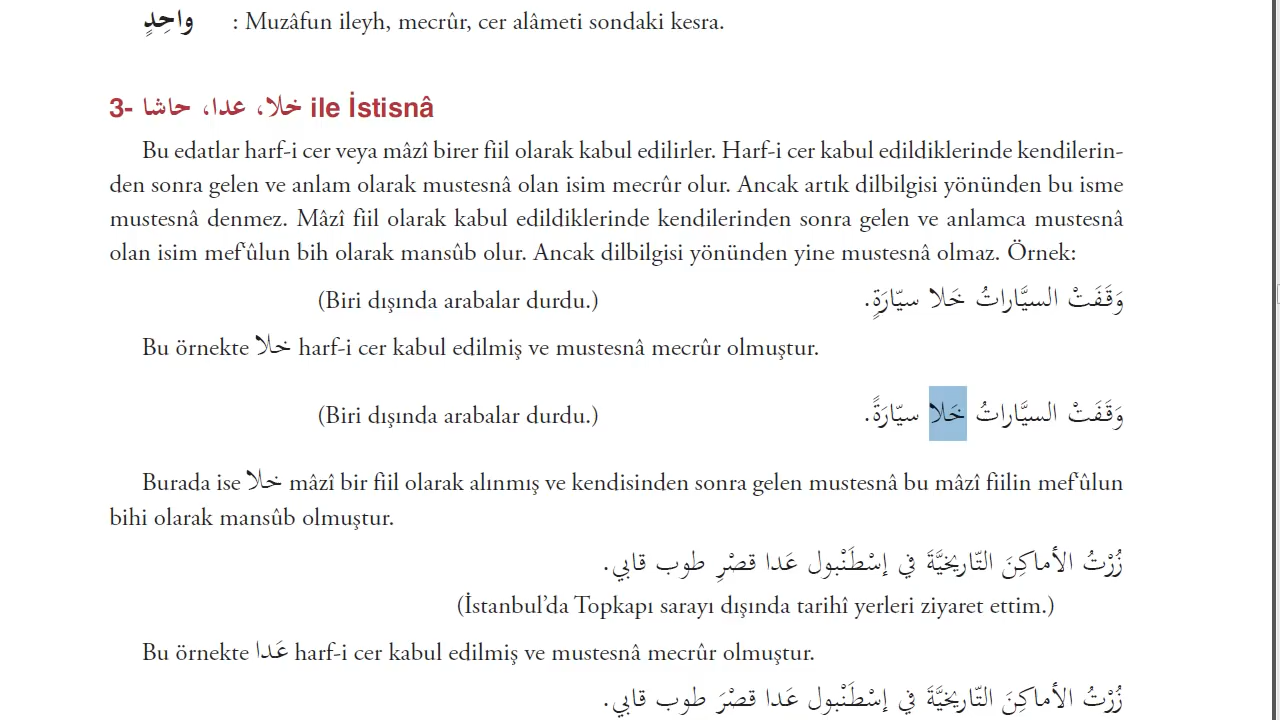 واحِدٍ : Muzâfun ileyh, mecrûr, cer alâmeti sondaki kesra.
3- خلا، عدا، حاشا ile İstisnâ
Bu edatlar harf-i cer veya mâzî birer fiil olarak kabul edilirler. Harf-i cer kabul edildiklerinde kendilerin-
den sonra gelen ve anlam olarak mustesnâ olan isim mecrûr olur. Ancak artık dilbilgisi yönünden bu isme
mustesnâ denmez. Mâzî fiil olarak kabul edildiklerinde kendilerinden sonra gelen ve anlamca mustesnâ
olan isim mef'ûlun bih olarak mansûb olur. Ancak dilbilgisi yönünden yine mustesnâ olmaz. Örnek:
(Biri dışında arabalar durdu.) وَقَفَتْ السيَّاراتُ خَلا سيّارَةٍ.
Bu örnekte خلا harf-i cer kabul edilmiş ve mustesnâ mecrûr olmuştur.
(Biri dışında arabalar durdu.) وَقَفَتْ السيَّاراتُ خَلا سيّارَةً.
Burada ise خلا mâzî bir fiil olarak alınmış ve kendisinden sonra gelen mustesnâ bu mâzî fiilin mef'ûlun
bihi olarak mansûb olmuştur.
زُرْتُ الأماكِنَ التّاريخيَّةَ في إسْطَنْبول عَدا قصْرِ طوب قابي.
(İstanbul’da Topkapı sarayı dışında tarihî yerleri ziyaret ettim.)
Bu örnekte عَدا harf-i cer kabul edilmiş ve mustesnâ mecrûr olmuştur.
زُرْتُ الأماكِنَ التّاريخيَّةَ في إسْطَنْبول عَدا قصْرَ طوب قابي.